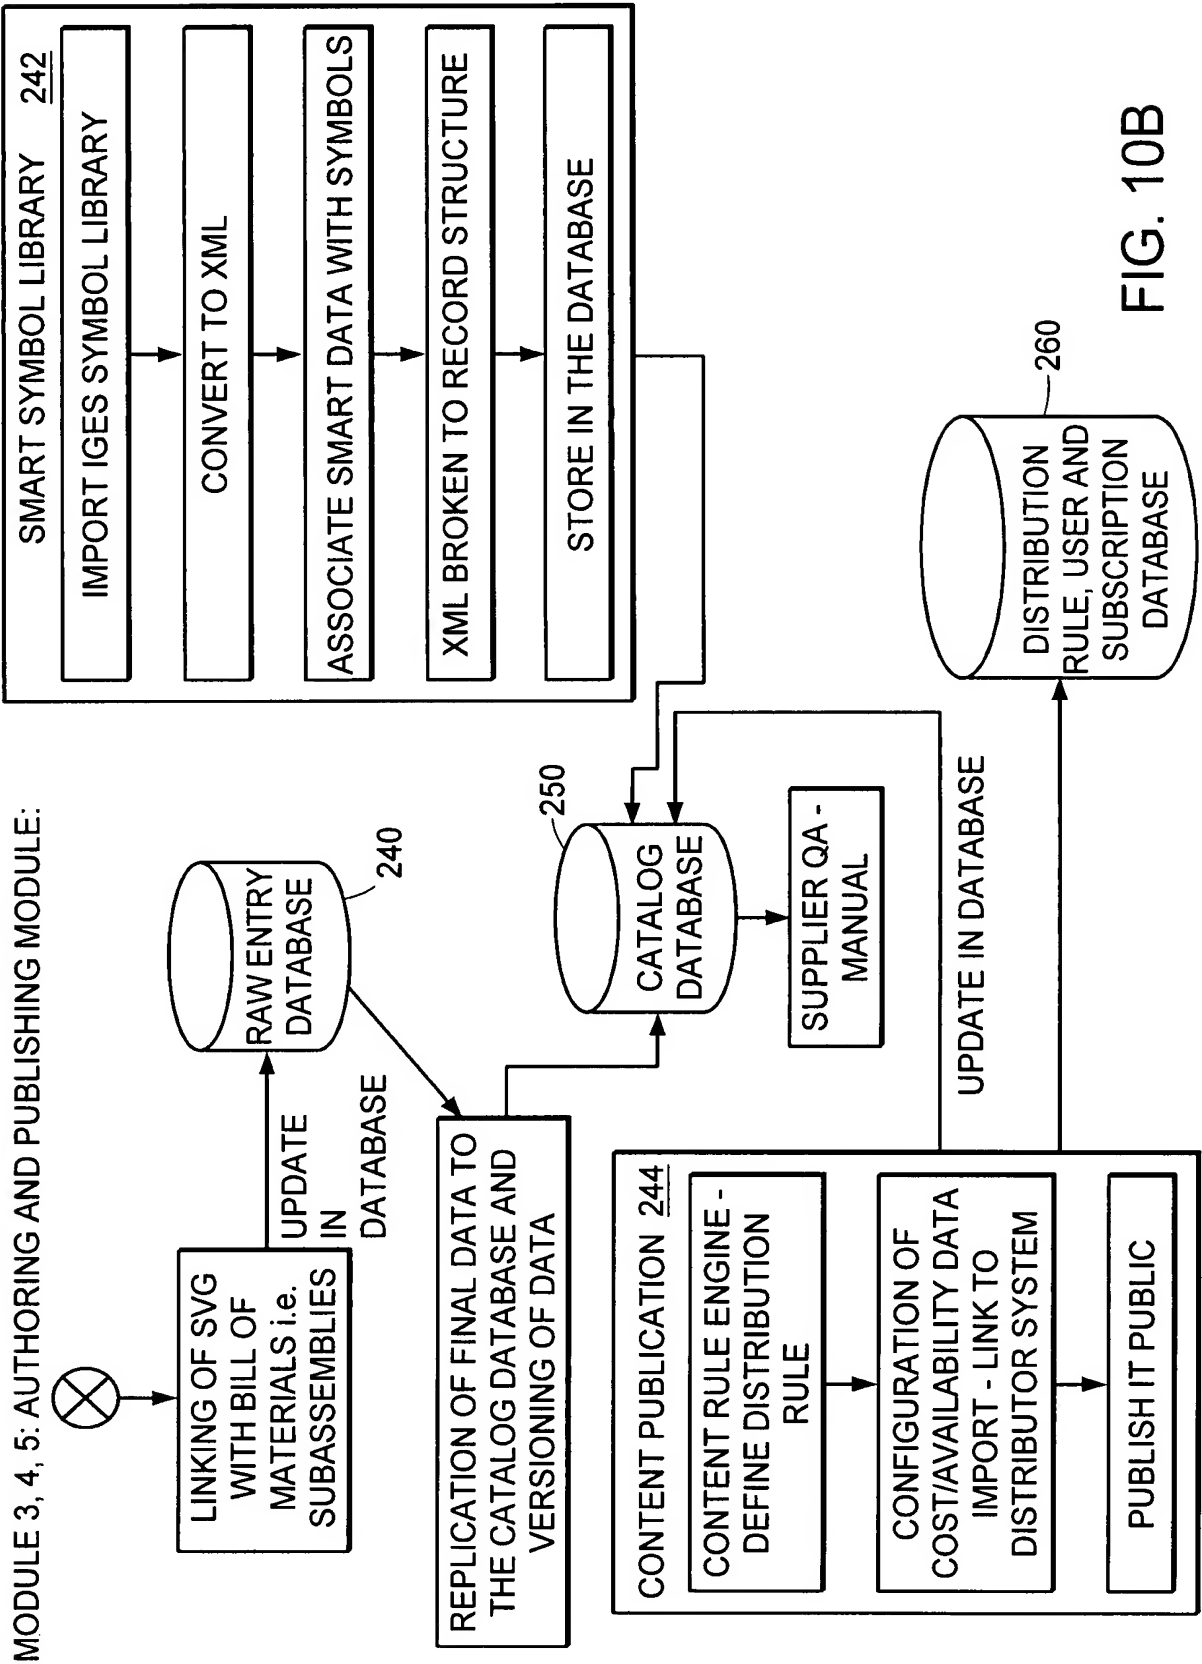 MODULE 3, 4, 5: AUTHORING AND PUBLISHING MODULE:
LINKING OF SVG
WITH BILL OF
MATERIALS i.e.
SUBASSEMBLIES
UPDATE
IN
DATABASE
RAW ENTRY
DATABASE
240
REPLICATION OF FINAL DATA TO
THE CATALOG DATABASE AND
VERSIONING OF DATA
250
CATALOG
DATABASE
SUPPLIER QA -
MANUAL
SMART SYMBOL LIBRARY 242
IMPORT IGES SYMBOL LIBRARY
CONVERT TO XML
ASSOCIATE SMART DATA WITH SYMBOLS
XML BROKEN TO RECORD STRUCTURE
STORE IN THE DATABASE
CONTENT PUBLICATION 244
CONTENT RULE ENGINE-
DEFINE DISTRIBUTION
RULE
CONFIGURATION OF
COST/AVAILABILITY DATA
IMPORT - LINK TO
DISTRIBUTOR SYSTEM
PUBLISH IT PUBLIC
UPDATE IN DATABASE
260
DISTRIBUTION
RULE, USER AND
SUBSCRIPTION
DATABASE
FIG. 10B